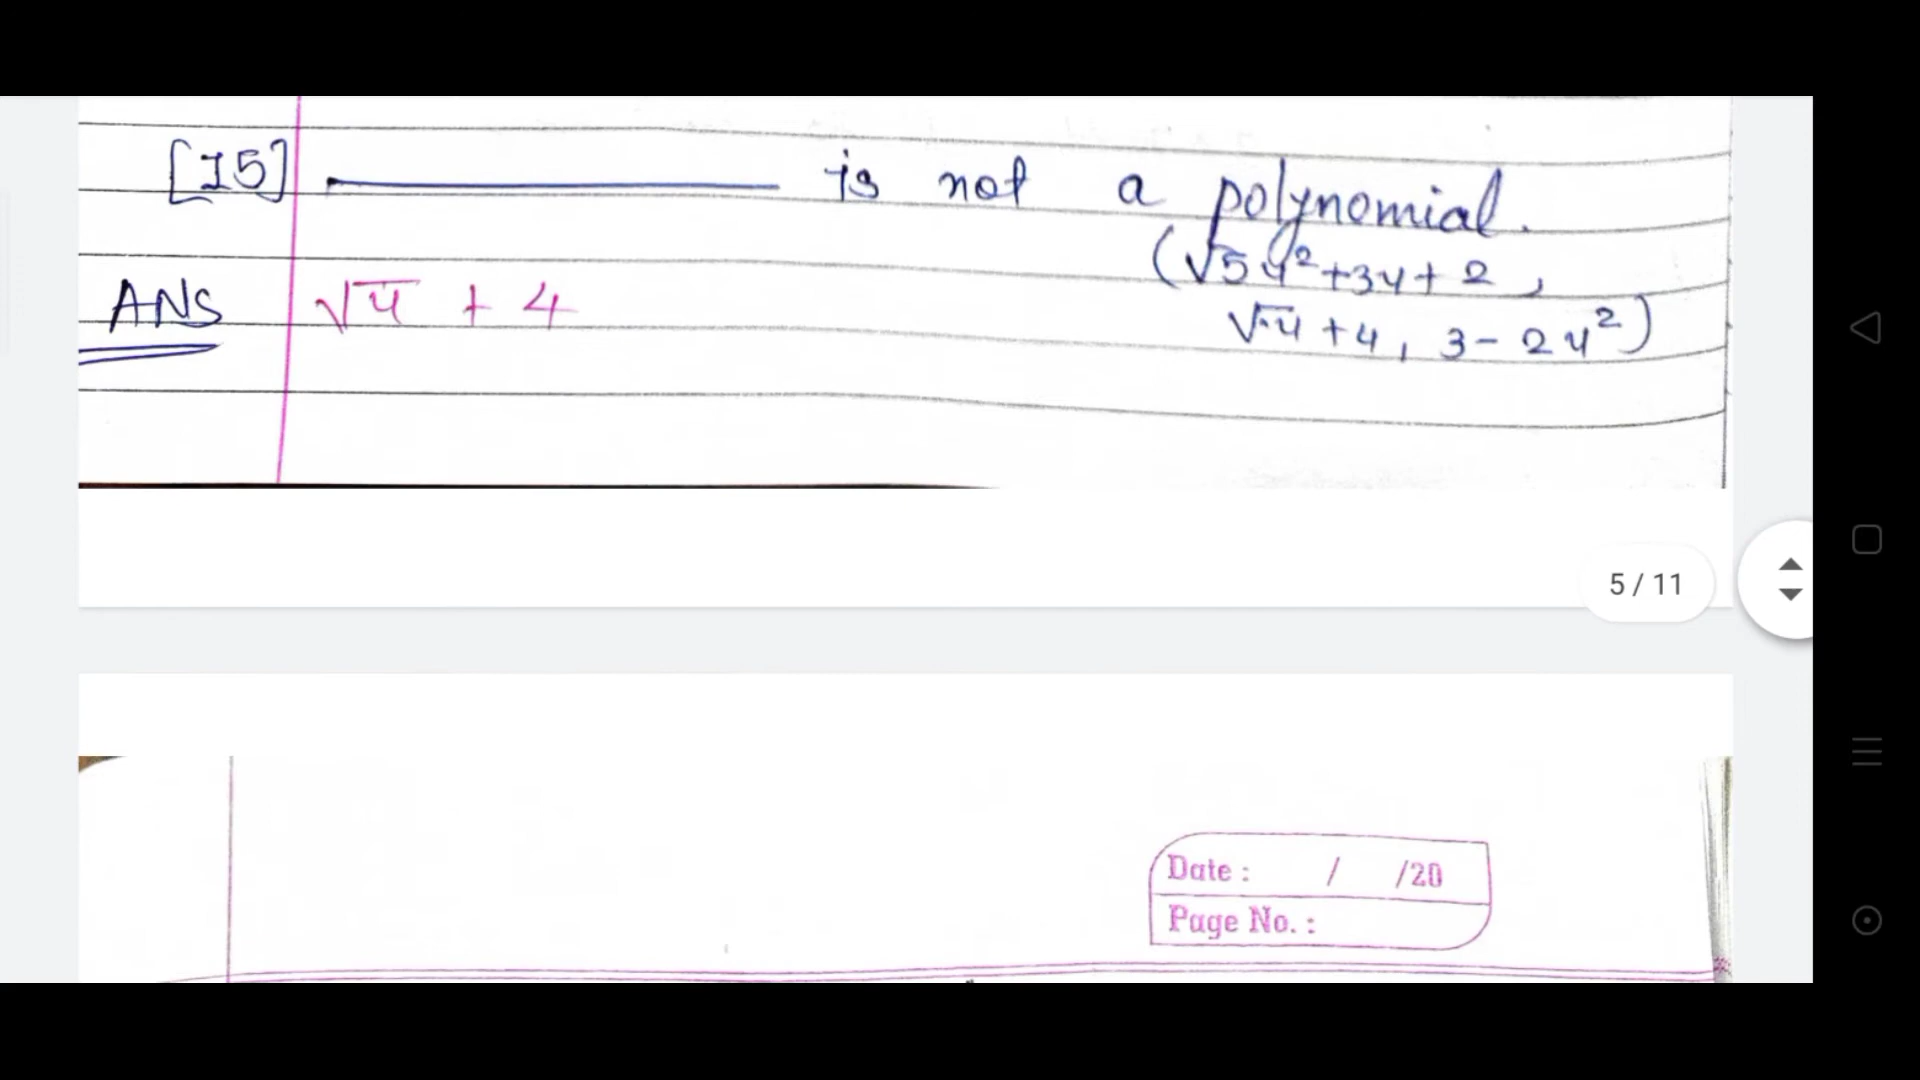 [15] ________ is not a polynomial.
(√5y²+3y+2,
ANS √y + 4
√y+4, 3-2y²)
5 / 11
Date : / /20
Page No. :